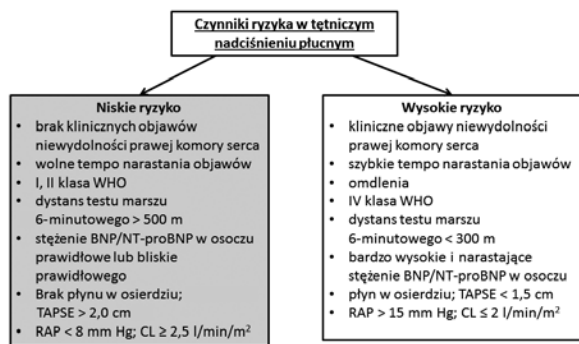 Czynniki ryzyka w tętniczym
nadciśnieniu płucnym
Niskie ryzyko
• brak klinicznych objawów
niewydolności prawej komory serca
• wolne tempo narastania objawów
• I, II klasa WHO
• dystans testu marszu
6-minutowego > 500 m
• stężenie BNP/NT-proBNP w osoczu
prawidłowe lub bliskie
prawidłowego
• Brak płynu w osierdziu;
TAPSE > 2,0 cm
• RAP < 8 mm Hg; CL ≥ 2,5 l/min/m²
Wysokie ryzyko
• kliniczne objawy niewydolności
prawej komory serca
• szybkie tempo narastania objawów
• omdlenia
• IV klasa WHO
• dystans testu marszu
6-minutowego < 300 m
• bardzo wysokie i narastające
stężenie BNP/NT-proBNP w osoczu
• płyn w osierdziu; TAPSE < 1,5 cm
• RAP > 15 mm Hg; CL ≤ 2 l/min/m²